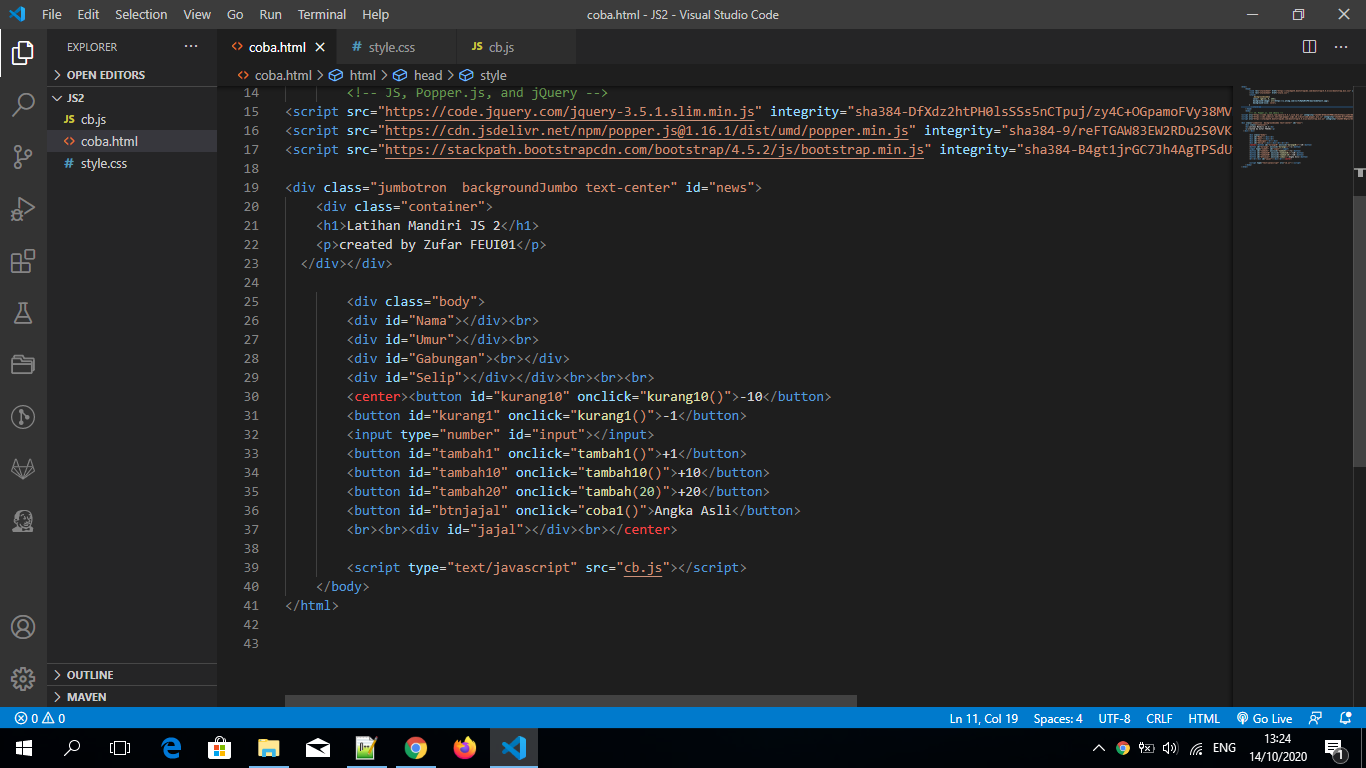 File Edit Selection View Go Run Terminal Help coba.html - JS2 - Visual Studio Code
EXPLORER ···
OPEN EDITORS
JS2
JS cb.js
<> coba.html
# style.css
OUTLINE
MAVEN
<> coba.html # style.css JS cb.js
<> coba.html > html > head > style
14 <!-- JS, Popper.js, and jQuery -->
15 <script src="https://code.jquery.com/jquery-3.5.1.slim.min.js" integrity="sha384-DfXdz2htPH0lsSSs5nCTpuj/zy4C+OGpamoFVy38MV
16 <script src="https://cdn.jsdelivr.net/npm/popper.js@1.16.1/dist/umd/popper.min.js" integrity="sha384-9/reFTGAW83EW2RDu2S0VK
17 <script src="https://stackpath.bootstrapcdn.com/bootstrap/4.5.2/js/bootstrap.min.js" integrity="sha384-B4gt1jrGC7Jh4AgTPSdU
18
19 <div class="jumbotron  backgroundJumbo text-center" id="news">
20 <div class="container">
21 <h1>Latihan Mandiri JS 2</h1>
22 <p>created by Zufar FEUI01</p>
23 </div></div>
24
25 <div class="body">
26 <div id="Nama"></div><br>
27 <div id="Umur"></div><br>
28 <div id="Gabungan"><br></div>
29 <div id="Selip"></div></div><br><br><br>
30 <center><button id="kurang10" onclick="kurang10()">-10</button>
31 <button id="kurang1" onclick="kurang1()">-1</button>
32 <input type="number" id="input"></input>
33 <button id="tambah1" onclick="tambah1()">+1</button>
34 <button id="tambah10" onclick="tambah10()">+10</button>
35 <button id="tambah20" onclick="tambah(20)">+20</button>
36 <button id="btnjajal" onclick="coba1()">Angka Asli</button>
37 <br><br><div id="jajal"></div><br></center>
38
39 <script type="text/javascript" src="cb.js"></script>
40 </body>
41 </html>
42
43
0 0 Ln 11, Col 19 Spaces: 4 UTF-8 CRLF HTML Go Live
ENG 13:24
14/10/2020 1